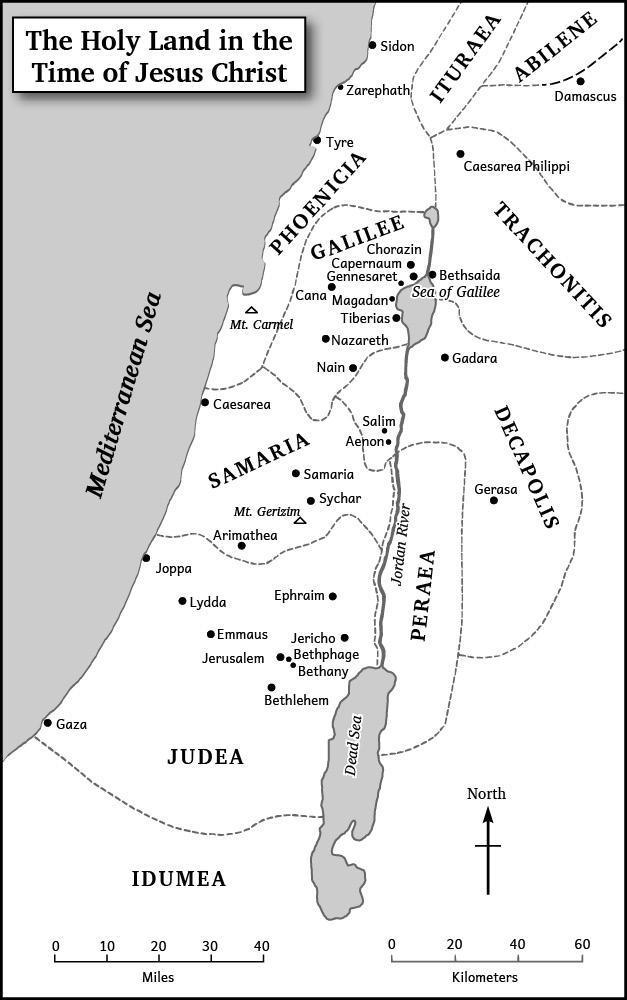 The Holy Land in the
Time of Jesus Christ
Sidon
ITURAEA
ABILENE
Zarephath
Damascus
Tyre
Caesarea Philippi
PHOENICIA
TRACHONITIS
GALILEE
Chorazin
Capernaum
Gennesaret
Bethsaida
Cana
Magadan
Sea of Galilee
Mt. Carmel
Tiberias
Nazareth
Gadara
Nain
Mediterranean Sea
Caesarea
Salim
Aenon
DECAPOLIS
SAMARIA
Samaria
Sychar
Gerasa
Mt. Gerizim
Arimathea
Jordan River
Joppa
PERAEA
Ephraim
Lydda
Emmaus
Jericho
Jerusalem
Bethphage
Bethany
Bethlehem
Gaza
Dead Sea
JUDEA
North
IDUMEA
0 10 20 30 40
Miles
0 20 40 60
Kilometers